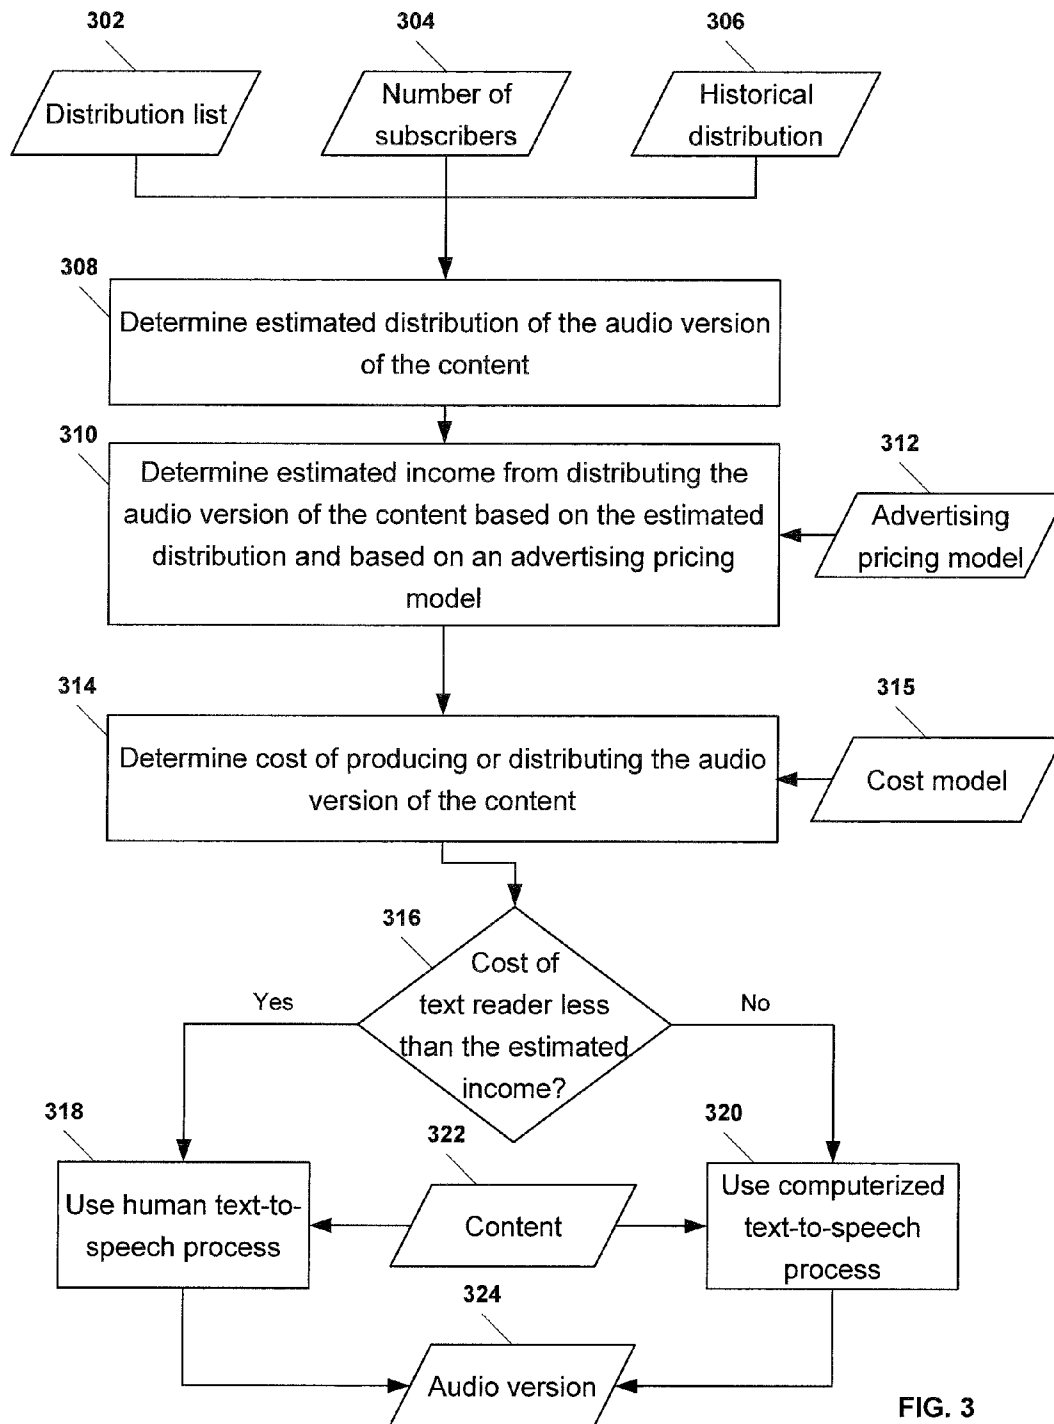 302
304
306
Distribution list
Number of
subscribers
Historical
distribution
308
Determine estimated distribution of the audio version
of the content
310
Determine estimated income from distributing the
audio version of the content based on the estimated
distribution and based on an advertising pricing
model
312
Advertising
pricing model
314
Determine cost of producing or distributing the audio
version of the content
315
Cost model
316
Cost of
text reader less
than the estimated
income?
Yes
No
318
Use human text-to-
speech process
322
Content
320
Use computerized
text-to-speech
process
324
Audio version
FIG. 3